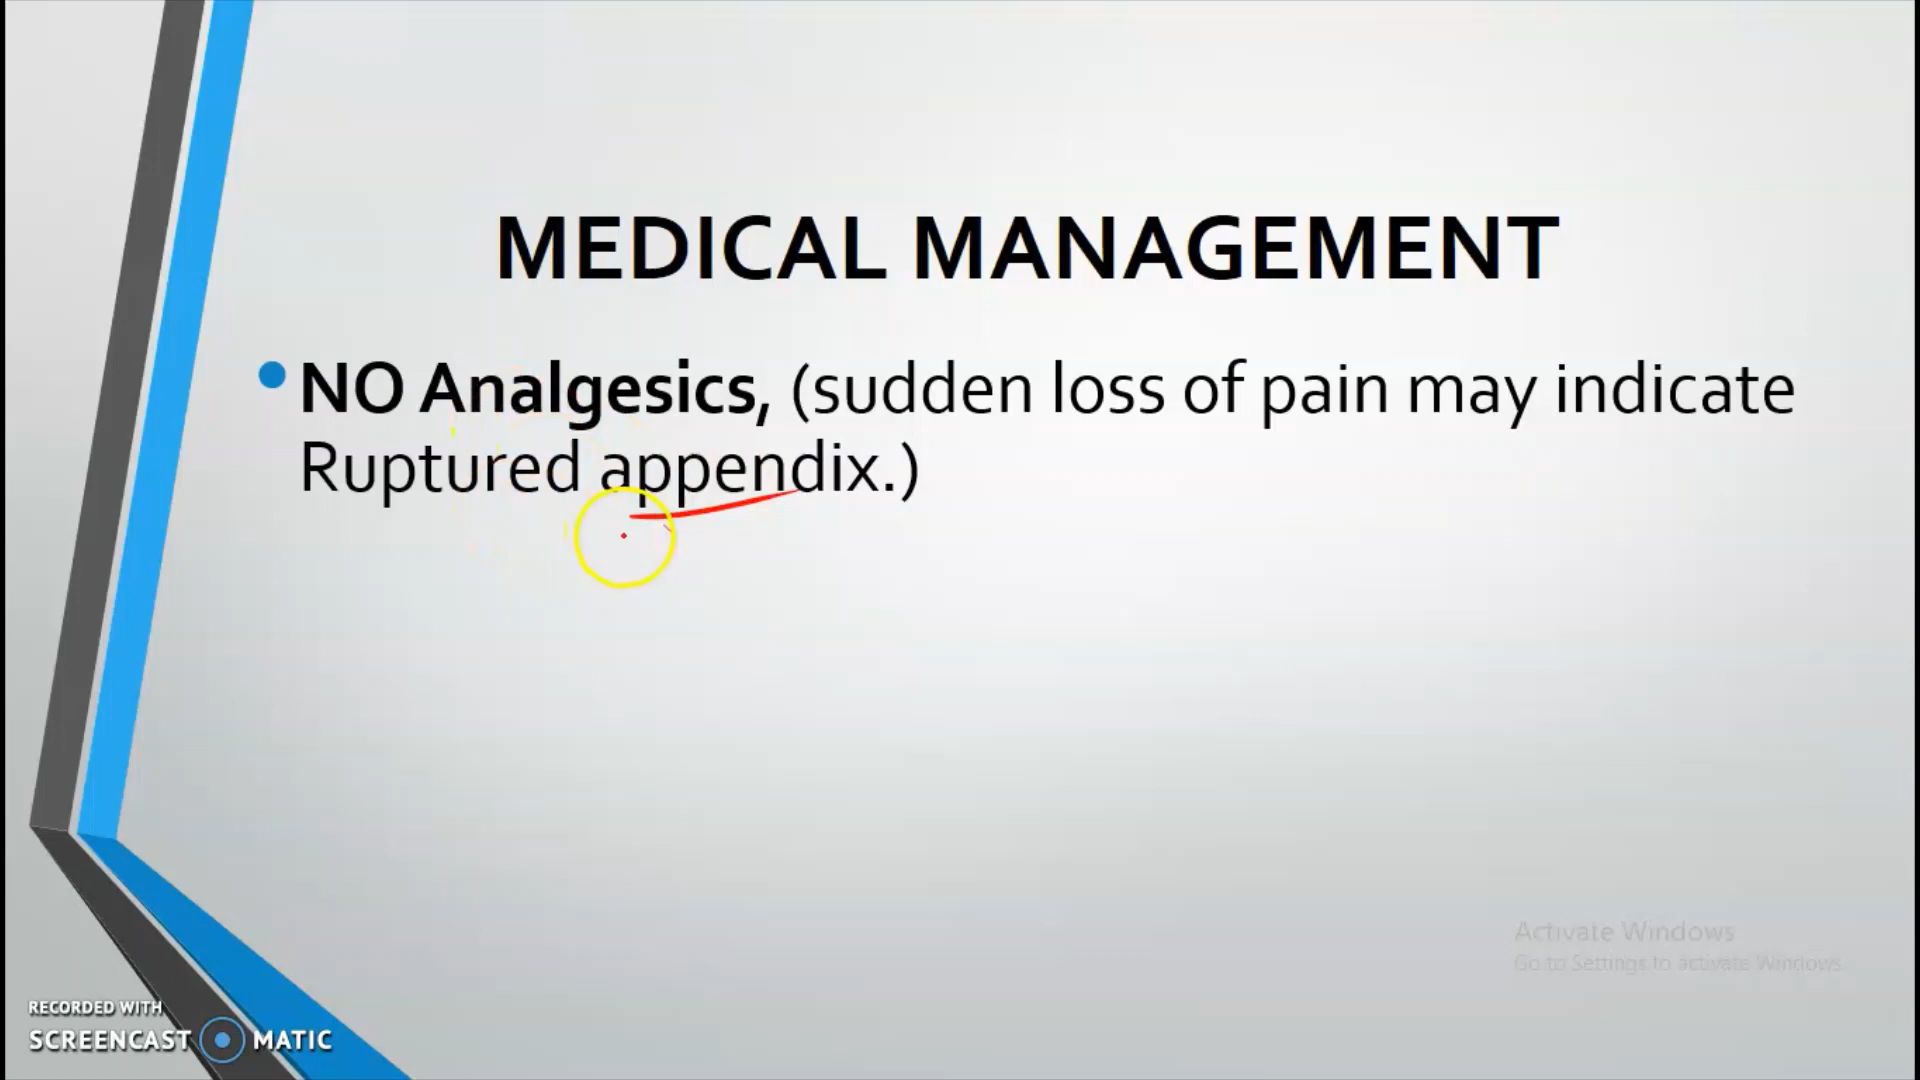 MEDICAL MANAGEMENT
NO Analgesics, (sudden loss of pain may indicate
Ruptured appendix.)
Activate Windows
Go to Settings to activate Windows.
RECORDED WITH
SCREENCAST MATIC